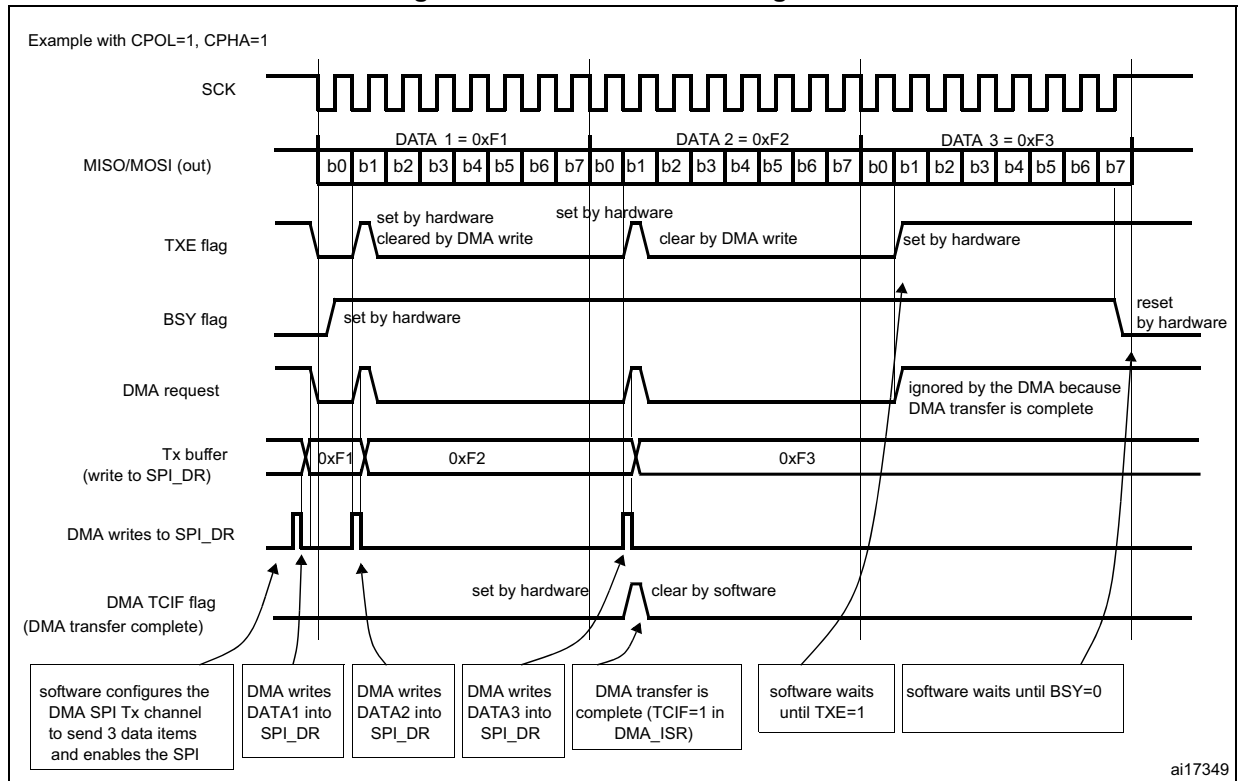 Example with CPOL=1, CPHA=1
SCK
DATA 1 = 0xF1
DATA 2 = 0xF2
DATA 3 = 0xF3
MISO/MOSI (out)
b0 b1 b2 b3 b4 b5 b6 b7 b0 b1 b2 b3 b4 b5 b6 b7 b0 b1 b2 b3 b4 b5 b6 b7
TXE flag
set by hardware
cleared by DMA write
set by hardware
clear by DMA write
set by hardware
BSY flag
set by hardware
reset
by hardware
DMA request
ignored by the DMA because
DMA transfer is complete
Tx buffer
(write to SPI_DR)
0xF1
0xF2
0xF3
DMA writes to SPI_DR
DMA TCIF flag
(DMA transfer complete)
set by hardware
clear by software
software configures the
DMA SPI Tx channel
to send 3 data items
and enables the SPI
DMA writes
DATA1 into
SPI_DR
DMA writes
DATA2 into
SPI_DR
DMA writes
DATA3 into
SPI_DR
DMA transfer is
complete (TCIF=1 in
DMA_ISR)
software waits
until TXE=1
software waits until BSY=0
ai17349